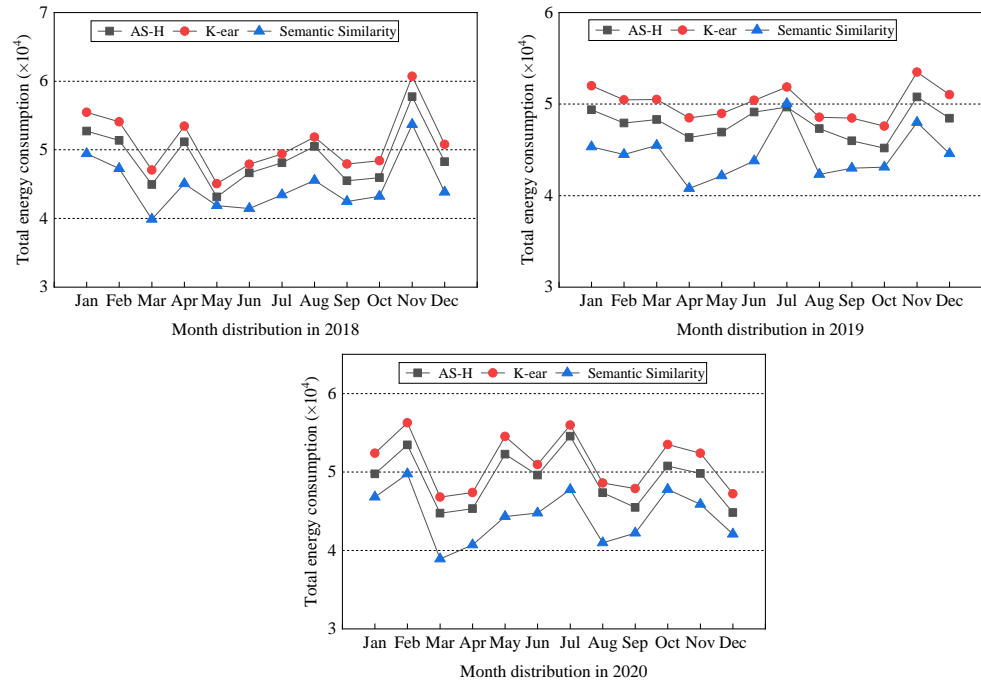 7
AS-H K-ear Semantic Similarity
6
5
4
3
Total energy consumption (×10⁴)
Jan Feb Mar Apr May Jun Jul Aug Sep Oct Nov Dec
Month distribution in 2018
6
AS-H K-ear Semantic Similarity
5
4
3
Total energy consumption (×10⁴)
Jan Feb Mar Apr May Jun Jul Aug Sep Oct Nov Dec
Month distribution in 2019
AS-H K-ear Semantic Similarity
6
5
4
3
Total energy consumption (×10⁴)
Jan Feb Mar Apr May Jun Jul Aug Sep Oct Nov Dec
Month distribution in 2020